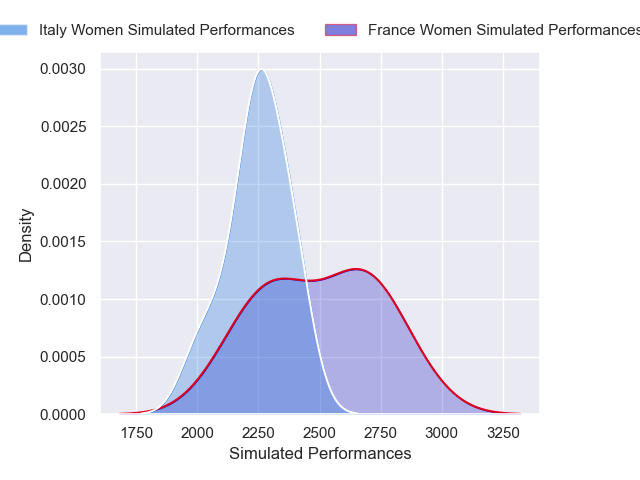 Italy Women Simulated Performances
France Women Simulated Performances
0.0030
0.0025
0.0020
0.0015
0.0010
0.0005
0.0000
Density
1750 2000 2250 2500 2750 3000 3250
Simulated Performances